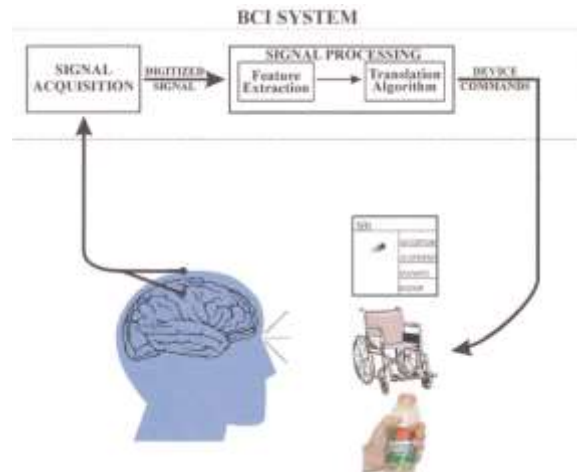 BCI SYSTEM
SIGNAL
ACQUISITION
DIGITIZED
SIGNAL
SIGNAL PROCESSING
Feature
Extraction
Translation
Algorithm
DEVICE
COMMANDS